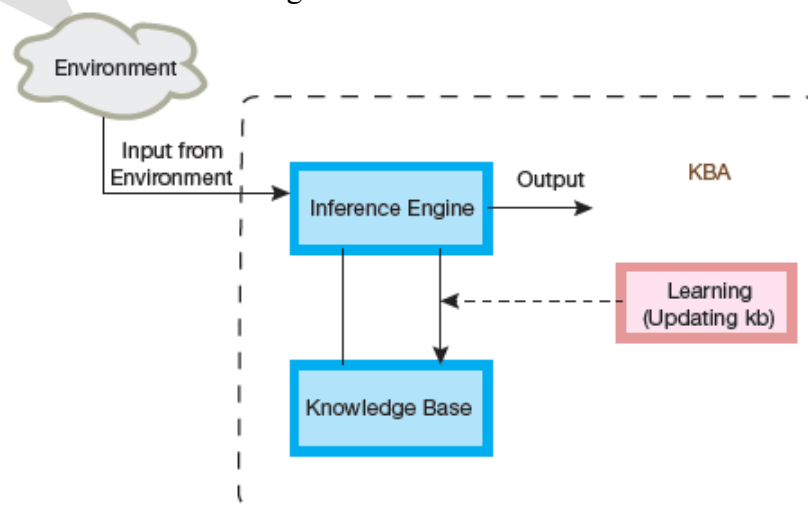 Environment
Input from
Environment
Inference Engine
Output
KBA
Learning
(Updating kb)
Knowledge Base